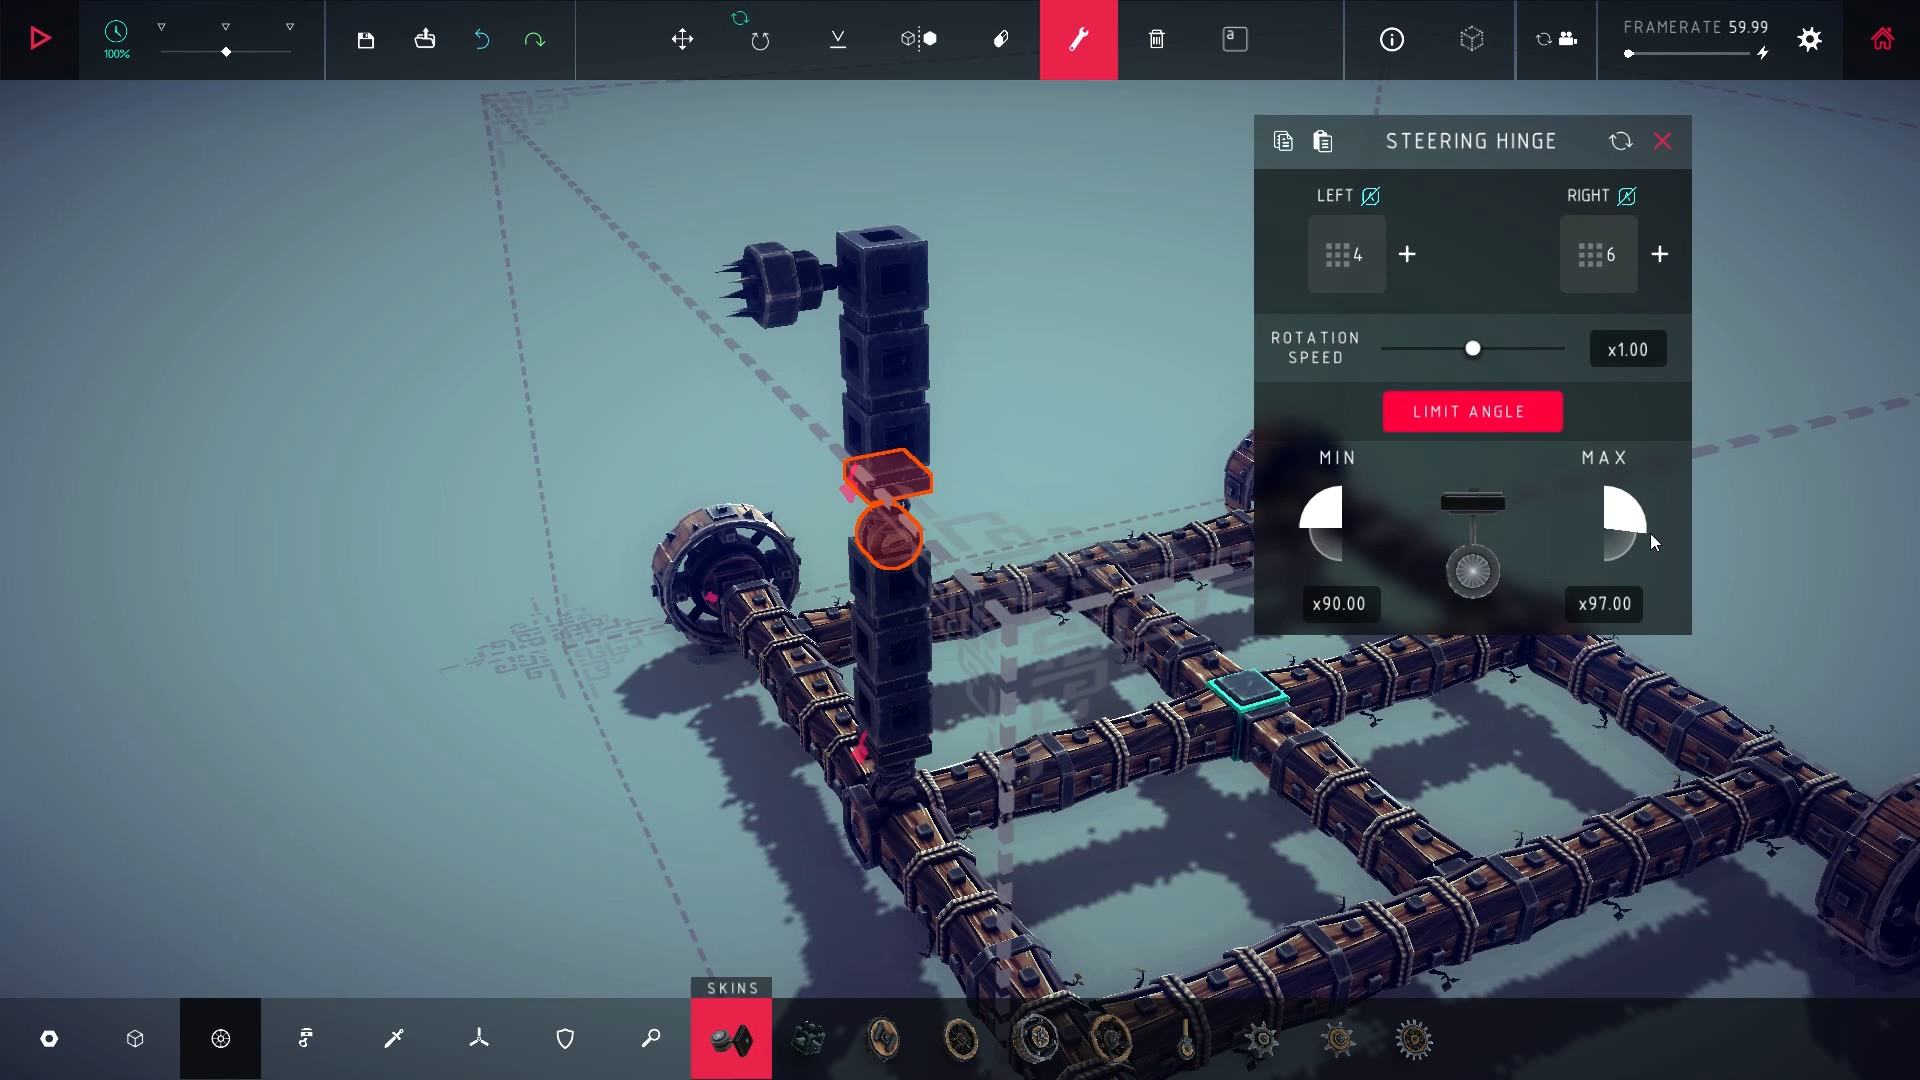 100%
a
FRAMERATE 59.99
STEERING HINGE
LEFT
RIGHT
4
6
ROTATION
SPEED
x1.00
LIMIT ANGLE
MIN
MAX
x90.00
x97.00
SKINS